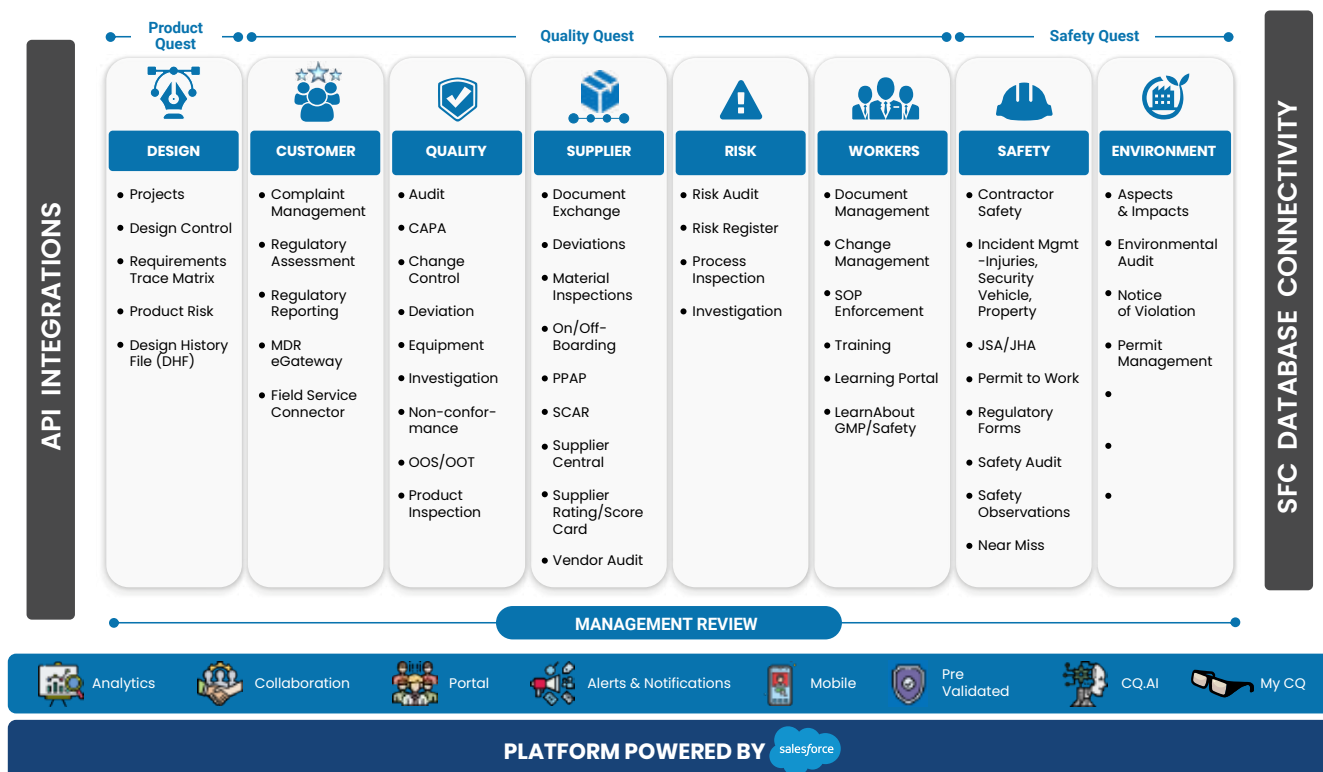 Product
Quest
Quality Quest
Safety Quest
API INTEGRATIONS
DESIGN
• Projects
• Design Control
• Requirements
Trace Matrix
• Product Risk
• Design History
File (DHF)
CUSTOMER
• Complaint
Management
• Regulatory
Assessment
• Regulatory
Reporting
• MDR
eGateway
• Field Service
Connector
QUALITY
• Audit
• CAPA
• Change
Control
• Deviation
• Equipment
• Investigation
• Non-confor-
mance
• OOS/OOT
• Product
Inspection
SUPPLIER
• Document
Exchange
• Deviations
• Material
Inspections
• On/Off-
Boarding
• PPAP
• SCAR
• Supplier
Central
• Supplier
Rating/Score
Card
• Vendor Audit
RISK
• Risk Audit
• Risk Register
• Process
Inspection
• Investigation
WORKERS
• Document
Management
• Change
Management
• SOP
Enforcement
• Training
• Learning Portal
• LearnAbout
GMP/Safety
SAFETY
• Contractor
Safety
• Incident Mgmt
-Injuries,
Security
Vehicle,
Property
• JSA/JHA
• Permit to Work
• Regulatory
Forms
• Safety Audit
• Safety
Observations
• Near Miss
ENVIRONMENT
• Aspects
& Impacts
• Environmental
Audit
• Notice
of Violation
• Permit
Management
•
•
•
SFC DATABASE CONNECTIVITY
MANAGEMENT REVIEW
Analytics
Collaboration
Portal
Alerts & Notifications
Mobile
Pre
Validated
CQ.AI
My CQ
PLATFORM POWERED BY salesforce